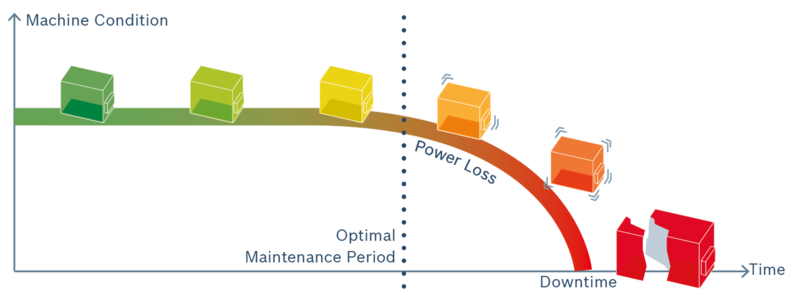 Machine Condition
Power Loss
Optimal
Maintenance Period
Downtime
Time